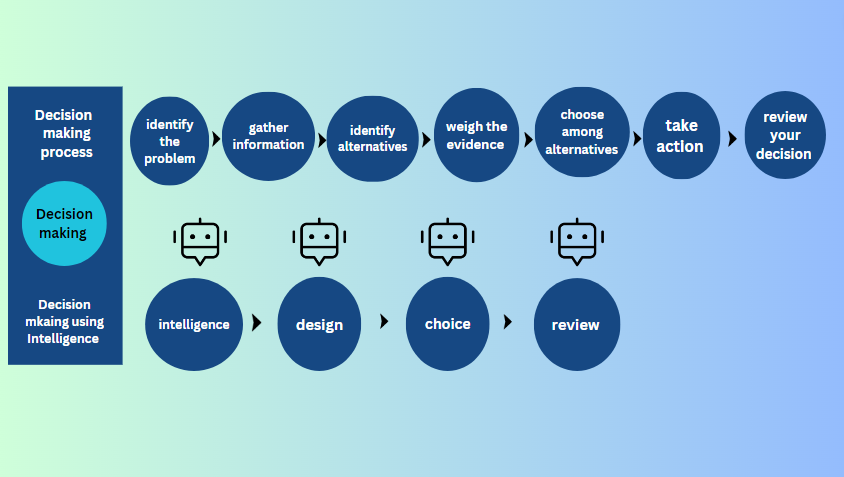 Decision
making
process
Decision
making
Decision
mkaing using
Intelligence
identify
the
problem
gather
information
identify
alternatives
weigh the
evidence
choose
among
alternatives
take
action
review
your
decision
intelligence
design
choice
review